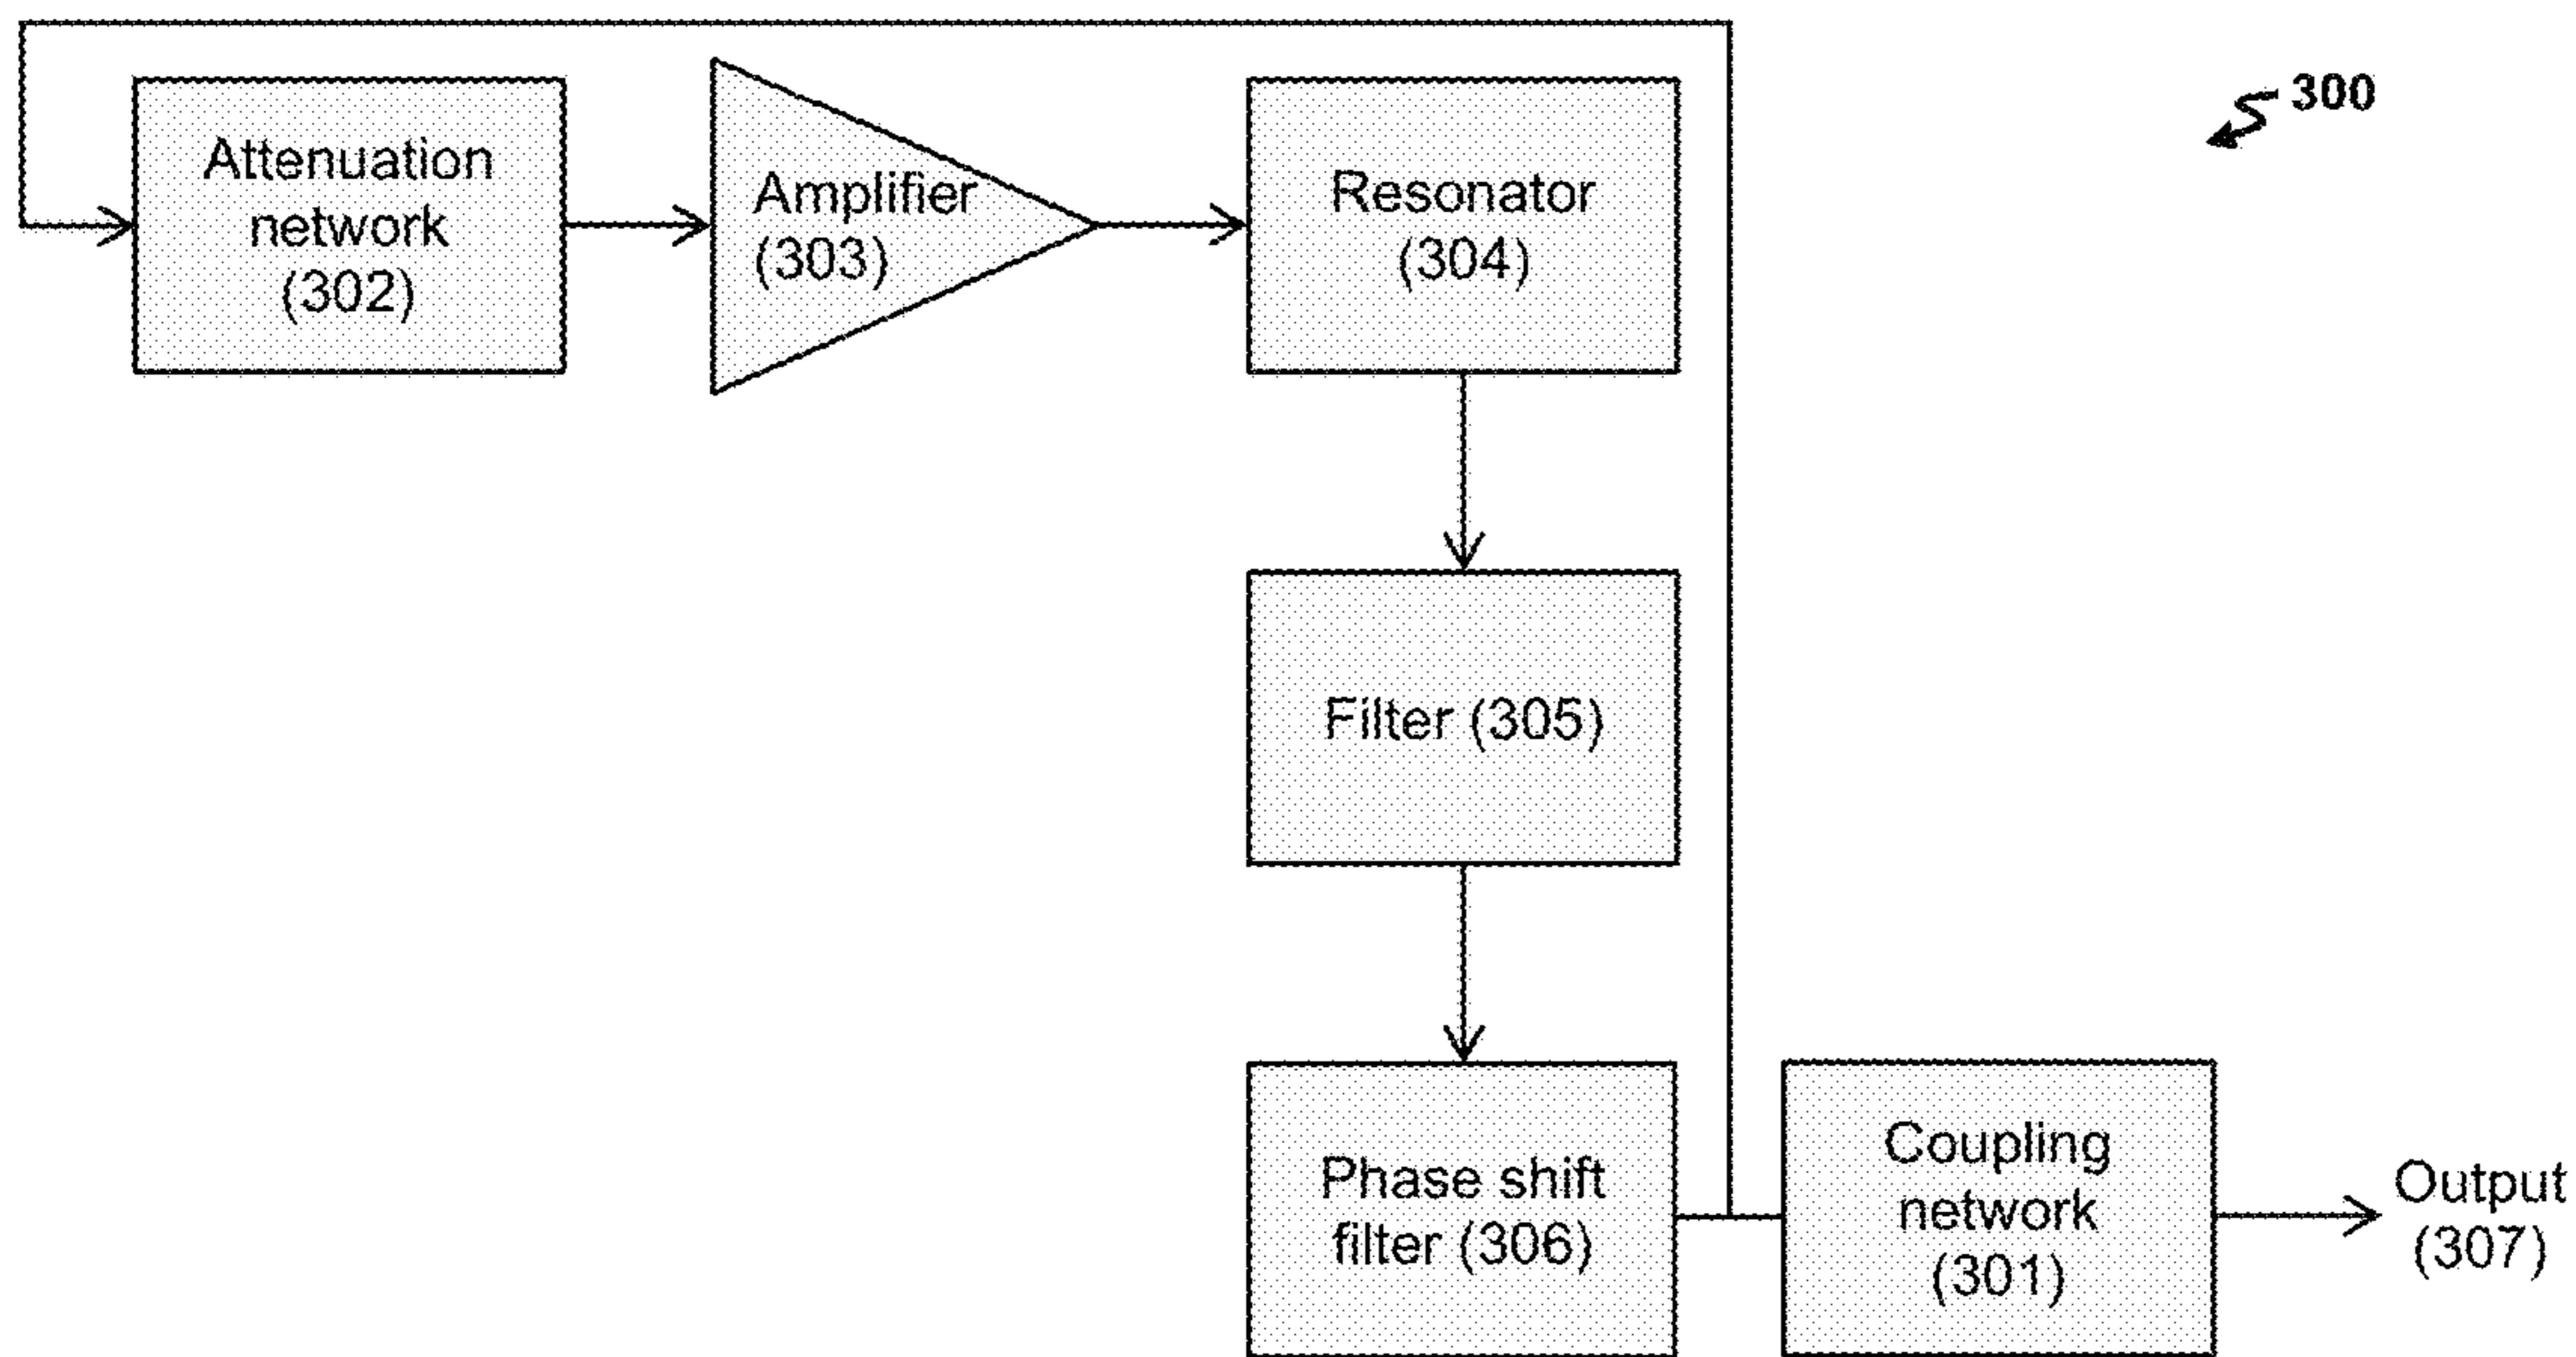 300
Attenuation
network
(302)
Amplifier
(303)
Resonator
(304)
Filter (305)
Phase shift
filter (306)
Coupling
network
(301)
Output
(307)